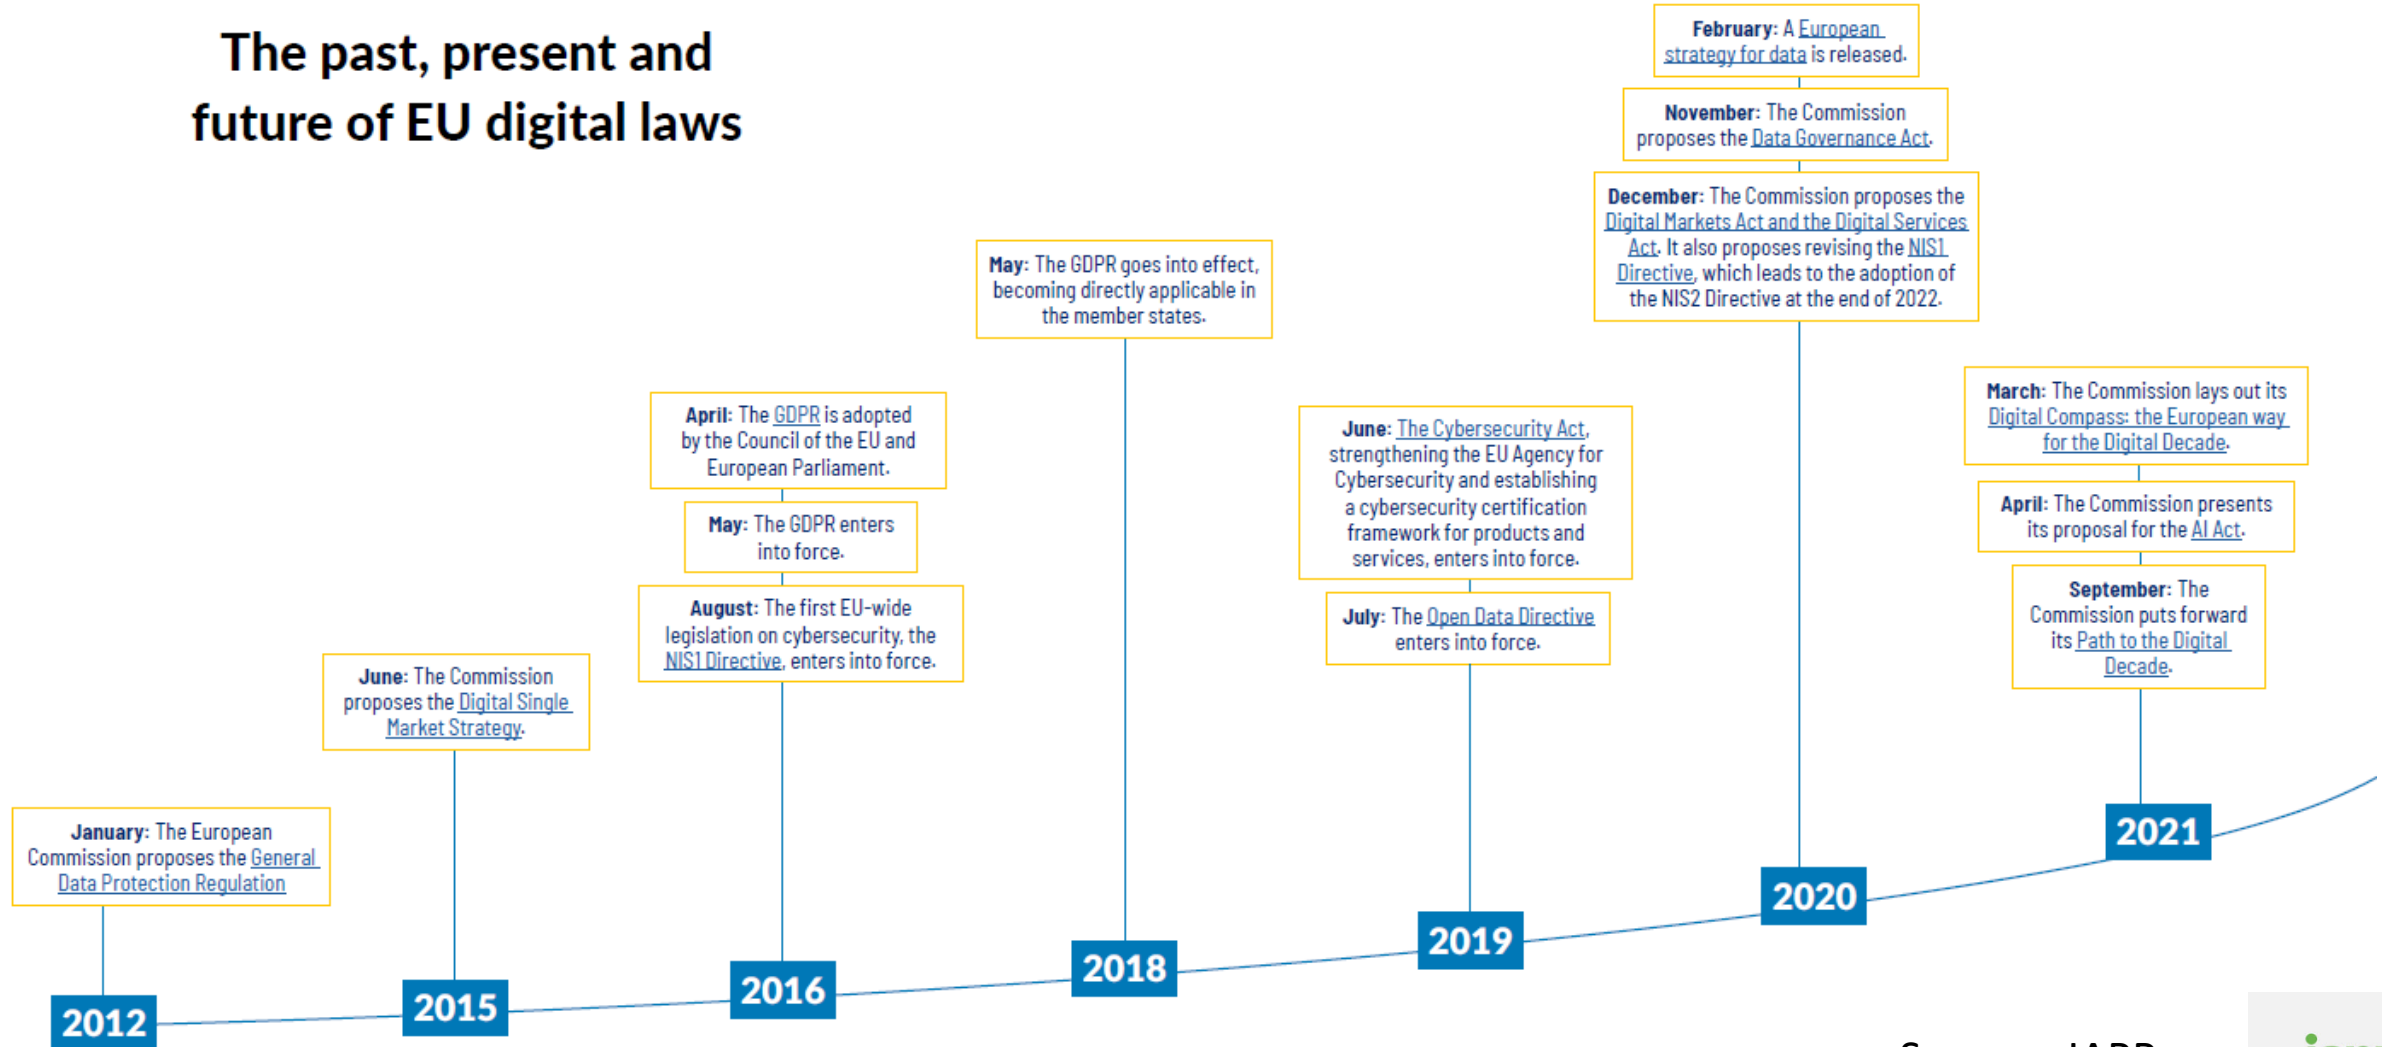 The past, present and
future of EU digital laws
January: The European
Commission proposes the General
Data Protection Regulation
2012
June: The Commission
proposes the Digital Single
Market Strategy.
2015
April: The GDPR is adopted
by the Council of the EU and
European Parliament.
May: The GDPR enters
into force.
August: The first EU-wide
legislation on cybersecurity, the
NIS1 Directive, enters into force.
2016
May: The GDPR goes into effect,
becoming directly applicable in
the member states.
2018
June: The Cybersecurity Act,
strengthening the EU Agency for
Cybersecurity and establishing
a cybersecurity certification
framework for products and
services, enters into force.
July: The Open Data Directive
enters into force.
2019
February: A European
strategy for data is released.
November: The Commission
proposes the Data Governance Act.
December: The Commission proposes the
Digital Markets Act and the Digital Services
Act. It also proposes revising the NIS1
Directive, which leads to the adoption of
the NIS2 Directive at the end of 2022.
2020
March: The Commission lays out its
Digital Compass: the European way
for the Digital Decade.
April: The Commission presents
its proposal for the AI Act.
September: The
Commission puts forward
its Path to the Digital
Decade.
2021